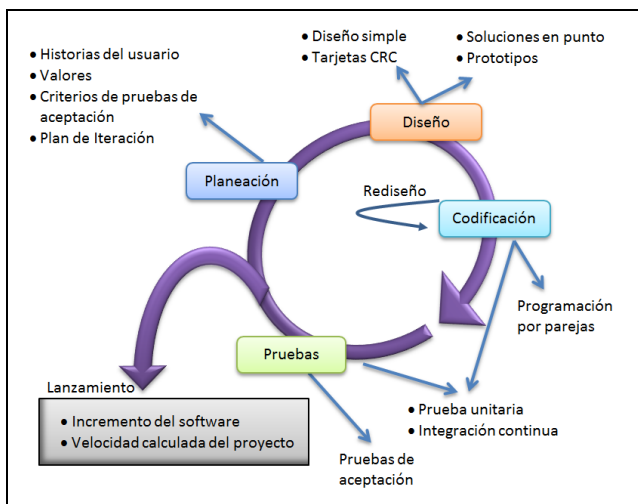 • Historias del usuario
• Valores
• Criterios de pruebas de
aceptación
• Plan de Iteración
• Diseño simple
• Tarjetas CRC
• Soluciones en punto
• Prototipos
Diseño
Planeación
Rediseño
Codificación
Programación
por parejas
Pruebas
Lanzamiento
• Incremento del software
• Velocidad calculada del proyecto
• Prueba unitaria
• Integración continua
Pruebas de
aceptación